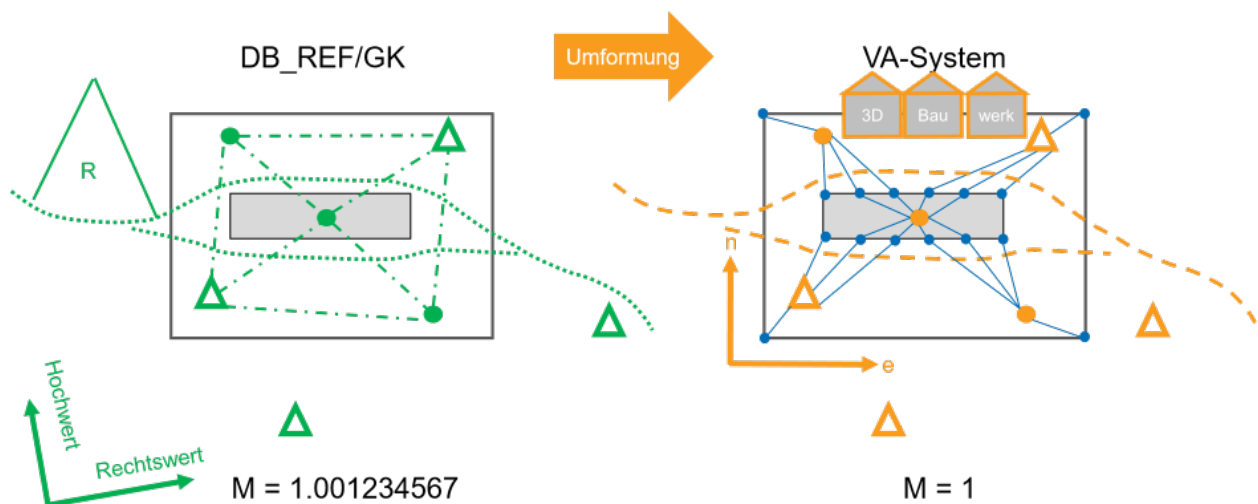 DB_REF/GK
Umformung
VA-System
3D
Bau
werk
R
n
e
Hochwert
Rechtswert
M = 1.001234567
M = 1